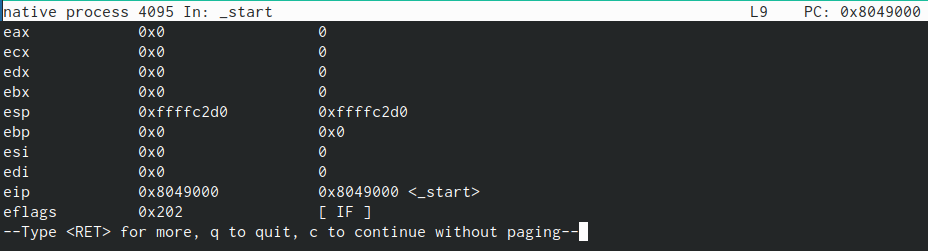 native process 4095 In: _start L9 PC: 0x8049000
eax 0x0 0
ecx 0x0 0
edx 0x0 0
ebx 0x0 0
esp 0xffffc2d0 0xffffc2d0
ebp 0x0 0x0
esi 0x0 0
edi 0x0 0
eip 0x8049000 0x8049000 <_start>
eflags 0x202 [ IF ]
--Type <RET> for more, q to quit, c to continue without paging--